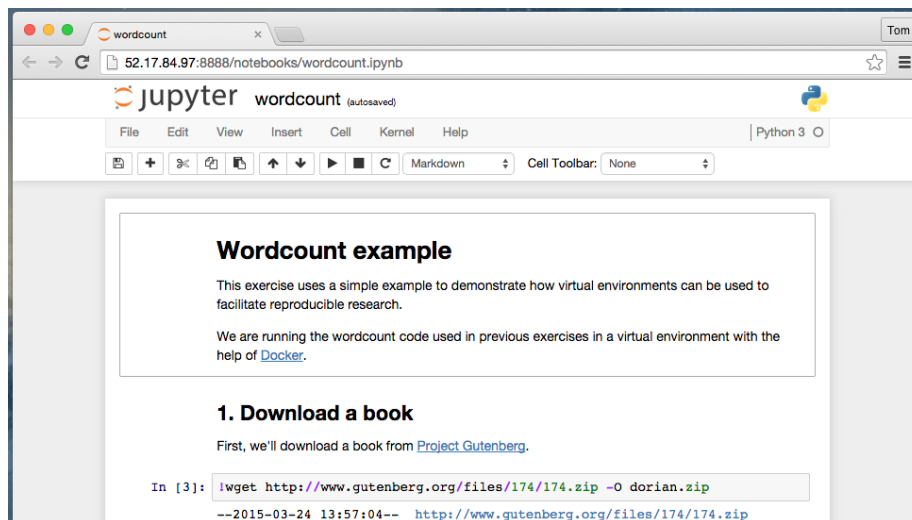 wordcount
Tom
52.17.84.97:8888/notebooks/wordcount.ipynb
jupyter wordcount (autosaved)
File Edit View Insert Cell Kernel Help Python 3
Markdown Cell Toolbar: None
Wordcount example
This exercise uses a simple example to demonstrate how virtual environments can be used to
facilitate reproducible research.
We are running the wordcount code used in previous exercises in a virtual environment with the
help of Docker.
1. Download a book
First, we'll download a book from Project Gutenberg.
In [3]: !wget http://www.gutenberg.org/files/174/174.zip -O dorian.zip
--2015-03-24 13:57:04-- http://www.gutenberg.org/files/174/174.zip